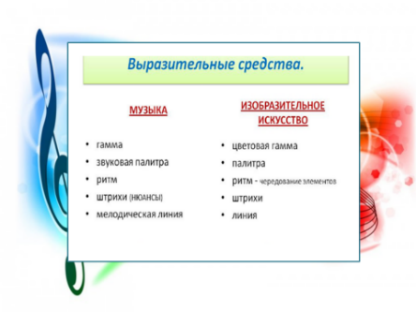 Выразительные средства.
МУЗЫКА
• гамма
• звуковая палитра
• ритм
• штрихи (НЮАНСЫ)
• мелодическая линия
ИЗОБРАЗИТЕЛЬНОЕ
ИСКУССТВО
• цветовая гамма
• палитра
• ритм - чередование элементов
• штрихи
• линия